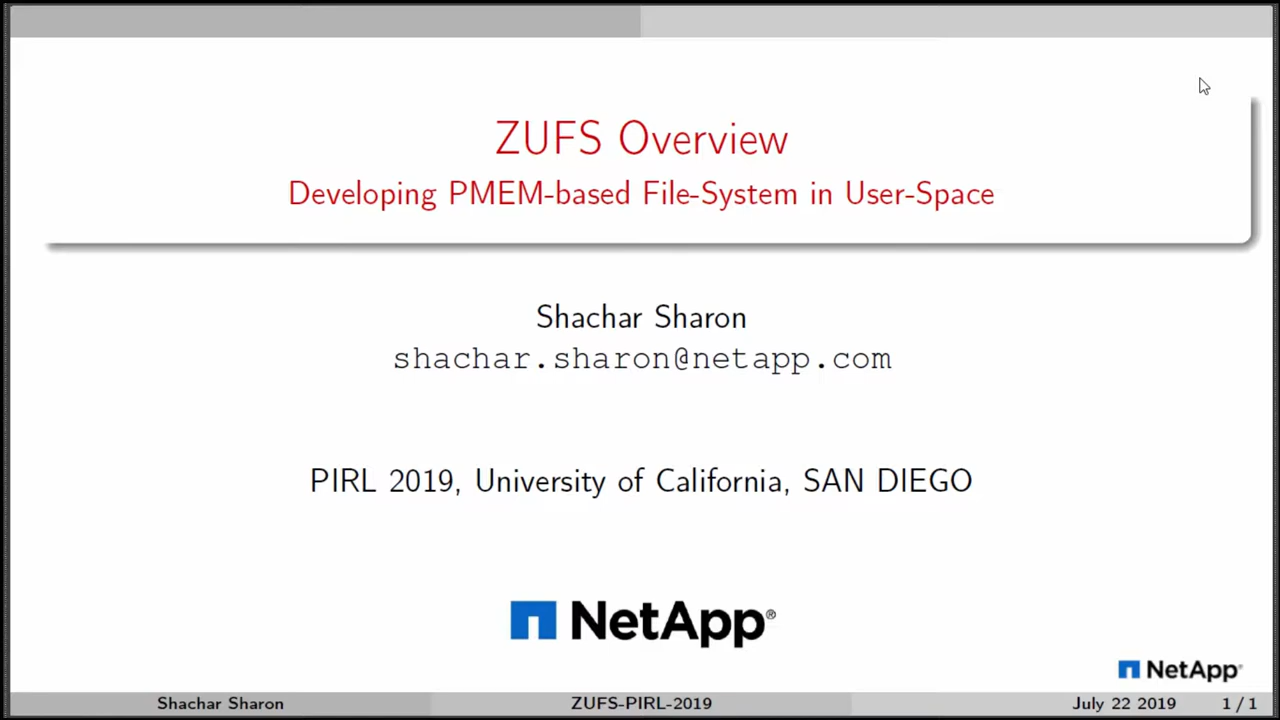 ZUFS Overview
Developing PMEM-based File-System in User-Space
Shachar Sharon
shachar.sharon@netapp.com
PIRL 2019, University of California, SAN DIEGO
NetApp®
NetApp®
Shachar Sharon ZUFS-PIRL-2019 July 22 2019 1 / 1